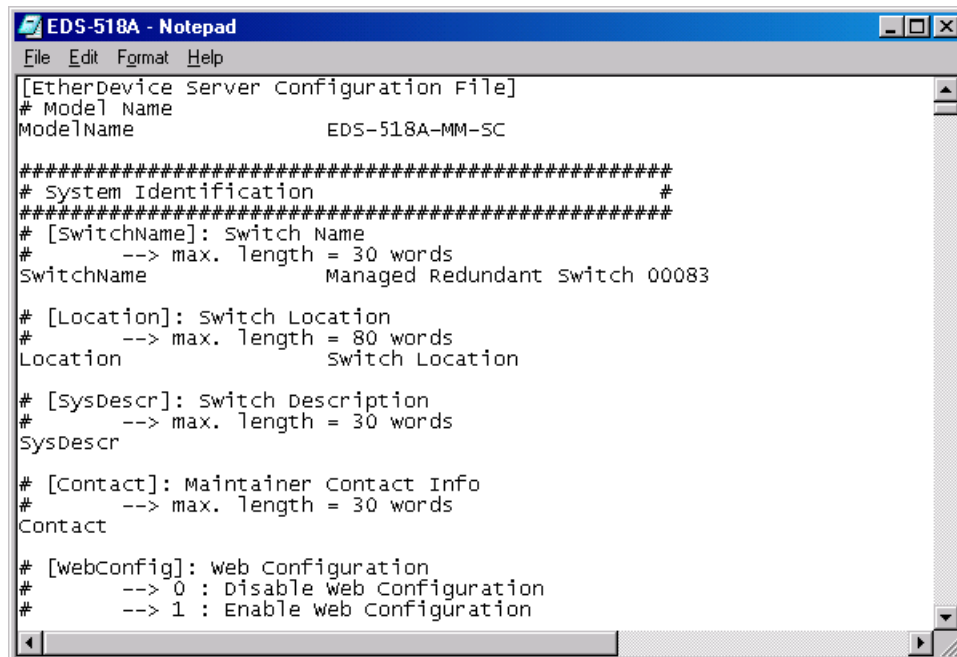 EDS-518A - Notepad
File Edit Format Help
[EtherDevice Server Configuration File]
# Model Name
ModelName EDS-518A-MM-SC
###################################################
# System Identification #
###################################################
# [SwitchName]: Switch Name
# --> max. length = 30 words
SwitchName Managed Redundant Switch 00083
# [Location]: Switch Location
# --> max. length = 80 words
Location Switch Location
# [SysDescr]: Switch Description
# --> max. length = 30 words
SysDescr
# [Contact]: Maintainer Contact Info
# --> max. length = 30 words
Contact
# [WebConfig]: Web Configuration
# --> 0 : Disable Web Configuration
# --> 1 : Enable Web Configuration